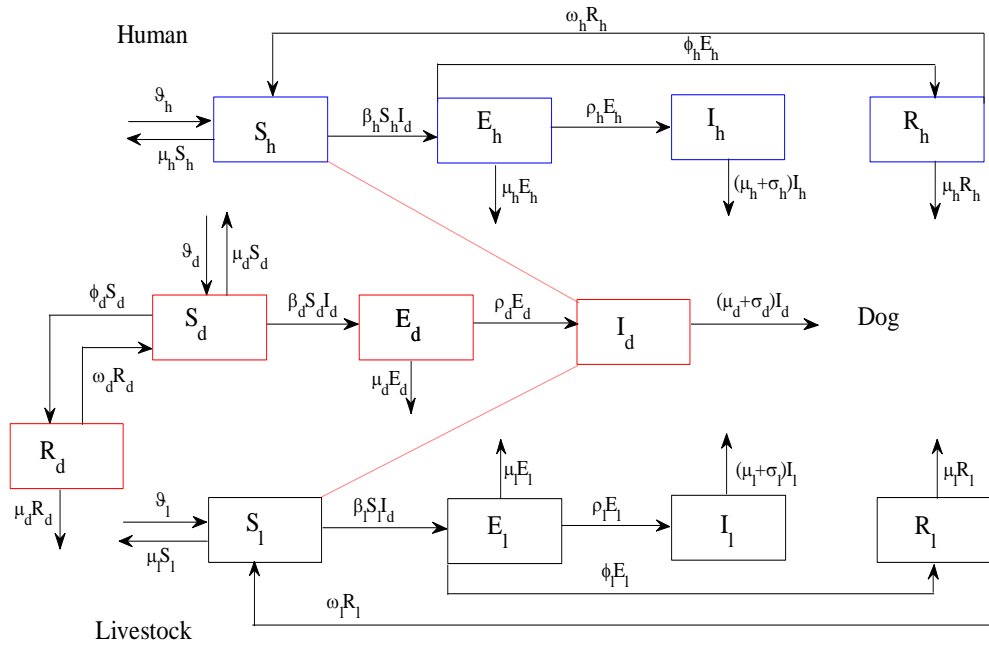 Human
ω_hR_h
ϕ_hE_h
ϑ_h
S_h
β_hS_hI_d
E_h
ρ_hE_h
I_h
R_h
μ_hS_h
μ_hE_h
(μ_h+σ_h)I_h
μ_hR_h
ϑ_d
μ_dS_d
ϕ_dS_d
S_d
β_dS_dI_d
E_d
ρ_dE_d
I_d
(μ_d+σ_d)I_d
Dog
ω_dR_d
μ_dE_d
R_d
μ_dR_d
μ_lE_l
(μ_l+σ_l)I_l
μ_lR_l
ϑ_l
S_l
β_lS_lI_d
E_l
ρ_lE_l
I_l
R_l
μ_lS_l
ϕ_lE_l
ω_lR_l
Livestock